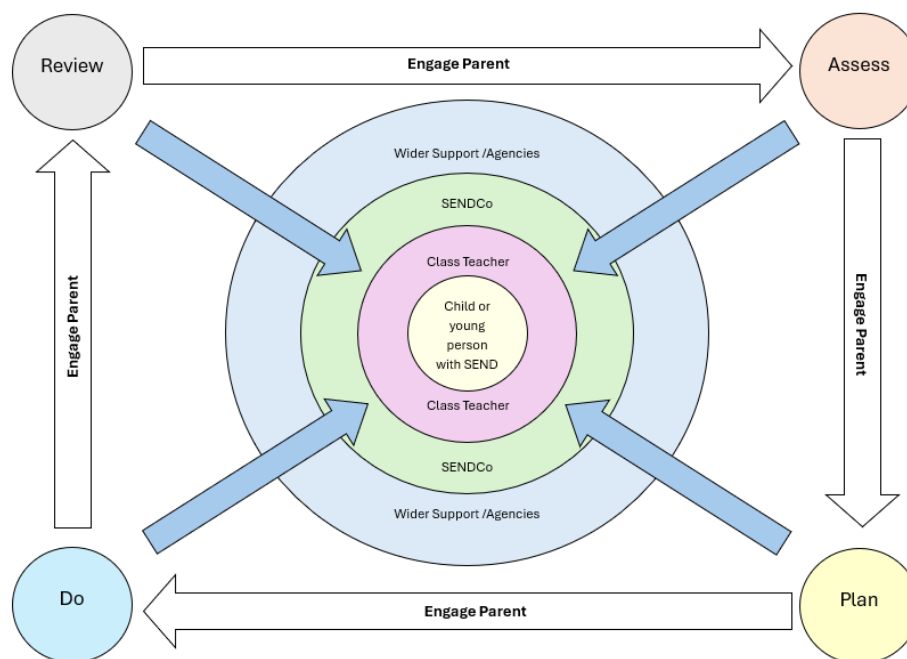 Review
Engage Parent
Assess
Wider Support /Agencies
SENDCo
Class Teacher
Child or
young
person
with SEND
Class Teacher
SENDCo
Wider Support /Agencies
Engage Parent
Engage Parent
Do
Engage Parent
Plan